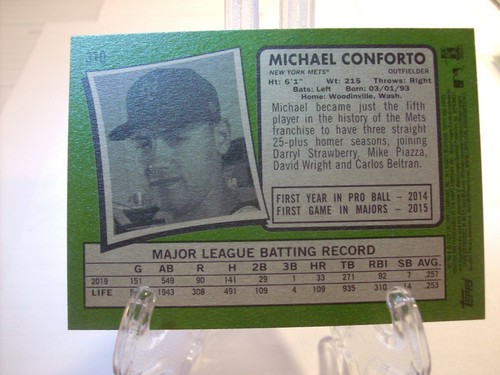 310
MICHAEL CONFORTO
NEW YORK METS® OUTFIELDER
Ht: 6'1" Wt: 215 Throws: Right
Bats: Left Born: 03/01/93
Home: Woodinville, Wash.
Michael became just the fifth
player in the history of the Mets
franchise to have three straight
25-plus homer seasons, joining
Darryl Strawberry, Mike Piazza,
David Wright and Carlos Beltran.
FIRST YEAR IN PRO BALL – 2014
FIRST GAME IN MAJORS – 2015
MAJOR LEAGUE BATTING RECORD
G AB R H 2B 3B HR TB RBI SB AVG.
2019 151 549 90 141 29 1 33 271 92 7 .257
LIFE 1943 308 491 109 4 109 935 310 14 .253
TOPPS